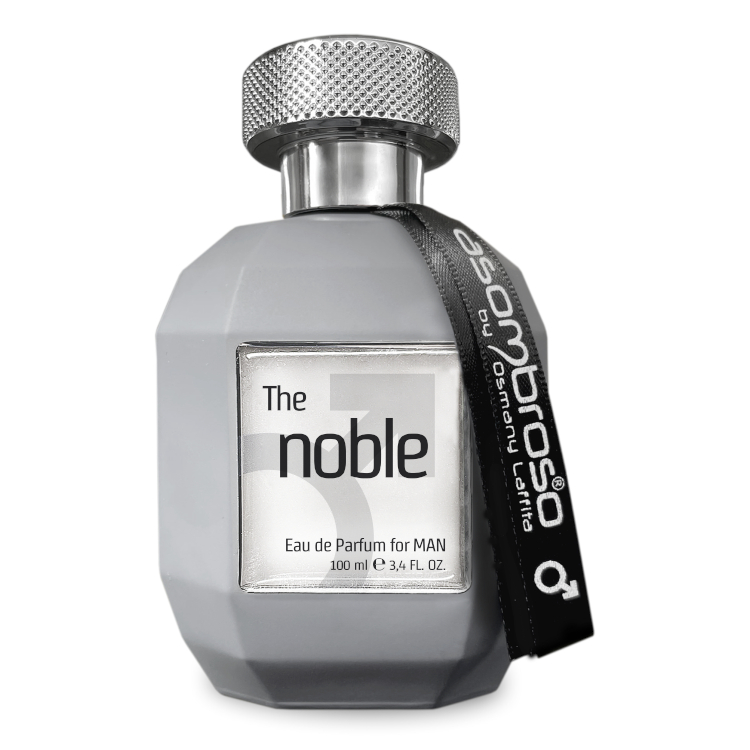 The
noble
Eau de Parfum for MAN
100 ml ℮ 3,4 FL. OZ.
asombroso®
by Osmany Laffita